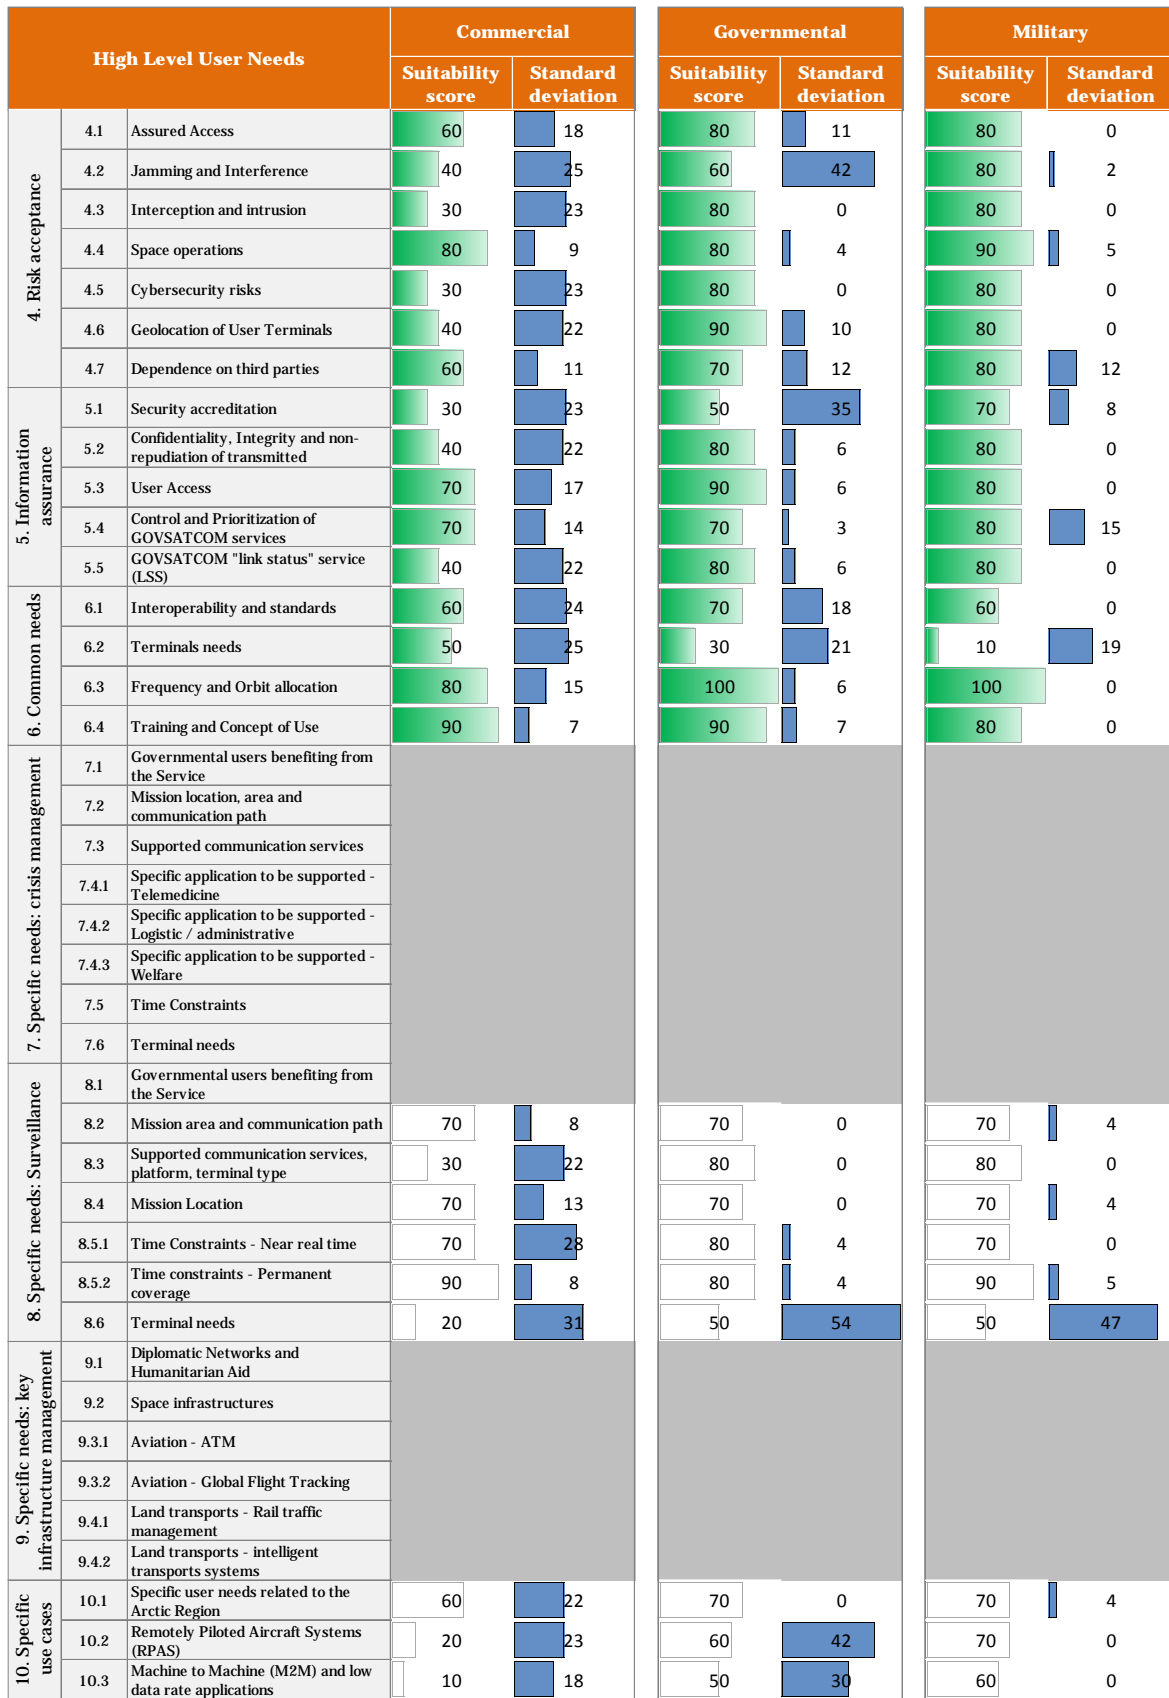 High Level User Needs
Commercial
Governmental
Military
Suitability score
Standard deviation
Suitability score
Standard deviation
Suitability score
Standard deviation
4. Risk acceptance
4.1 Assured Access 60 18 80 11 80 0
4.2 Jamming and Interference 40 25 60 42 80 2
4.3 Interception and intrusion 30 23 80 0 80 0
4.4 Space operations 80 9 80 4 90 5
4.5 Cybersecurity risks 30 23 80 0 80 0
4.6 Geolocation of User Terminals 40 22 90 10 80 0
4.7 Dependence on third parties 60 11 70 12 80 12
5. Information assurance
5.1 Security accreditation 30 23 50 35 70 8
5.2 Confidentiality, Integrity and non-repudiation of transmitted 40 22 80 6 80 0
5.3 User Access 70 17 90 6 80 0
5.4 Control and Prioritization of GOVSATCOM services 70 14 70 3 80 15
5.5 GOVSATCOM "link status" service (LSS) 40 22 80 6 80 0
6. Common needs
6.1 Interoperability and standards 60 24 70 18 60 0
6.2 Terminals needs 50 25 30 21 10 19
6.3 Frequency and Orbit allocation 80 15 100 6 100 0
6.4 Training and Concept of Use 90 7 90 7 80 0
7. Specific needs: crisis management
7.1 Governmental users benefiting from the Service
7.2 Mission location, area and communication path
7.3 Supported communication services
7.4.1 Specific application to be supported - Telemedicine
7.4.2 Specific application to be supported - Logistic / administrative
7.4.3 Specific application to be supported - Welfare
7.5 Time Constraints
7.6 Terminal needs
8. Specific needs: Surveillance
8.1 Governmental users benefiting from the Service
8.2 Mission area and communication path 70 8 70 0 70 4
8.3 Supported communication services, platform, terminal type 30 22 80 0 80 0
8.4 Mission Location 70 13 70 0 70 4
8.5.1 Time Constraints - Near real time 70 28 80 4 70 0
8.5.2 Time constraints - Permanent coverage 90 8 80 4 90 5
8.6 Terminal needs 20 31 50 54 50 47
9. Specific needs: key infrastructure management
9.1 Diplomatic Networks and Humanitarian Aid
9.2 Space infrastructures
9.3.1 Aviation - ATM
9.3.2 Aviation - Global Flight Tracking
9.4.1 Land transports - Rail traffic management
9.4.2 Land transports - intelligent transports systems
10. Specific use cases
10.1 Specific user needs related to the Arctic Region 60 22 70 0 70 4
10.2 Remotely Piloted Aircraft Systems (RPAS) 20 23 60 42 70 0
10.3 Machine to Machine (M2M) and low data rate applications 10 18 50 30 60 0